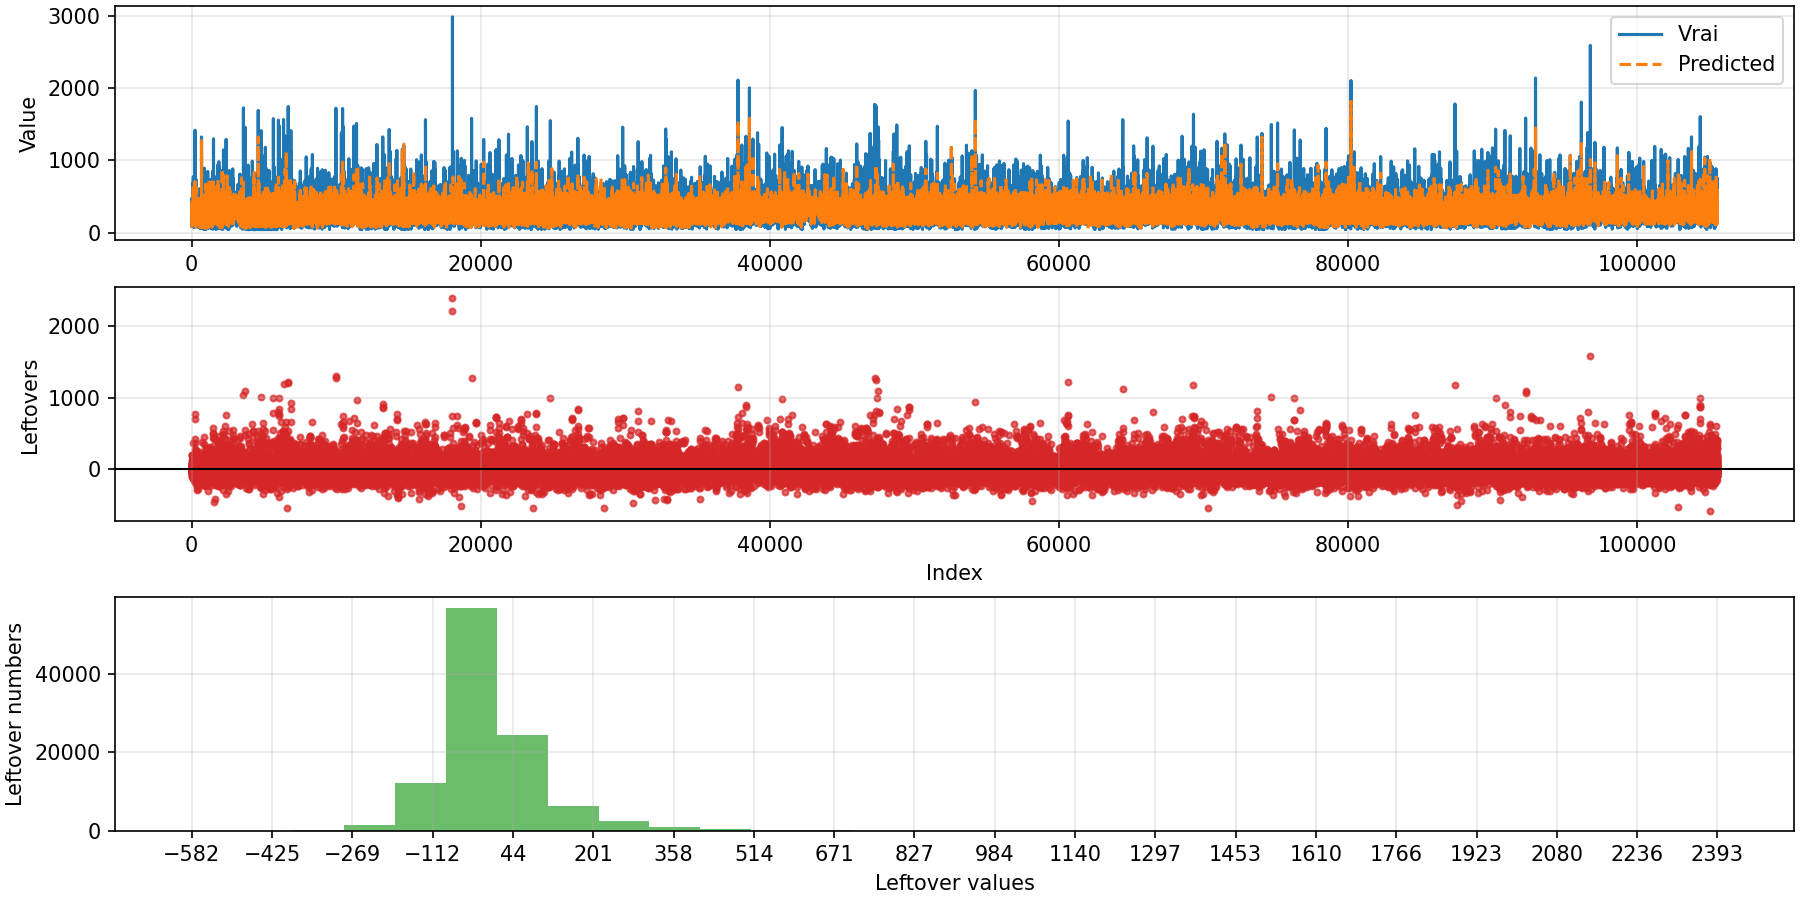 3000
2000
1000
0
Value
Vrai
Predicted
0 20000 40000 60000 80000 100000
2000
1000
0
Leftovers
0 20000 40000 60000 80000 100000
Index
40000
20000
0
Leftover numbers
−582 −425 −269 −112 44 201 358 514 671 827 984 1140 1297 1453 1610 1766 1923 2080 2236 2393
Leftover values